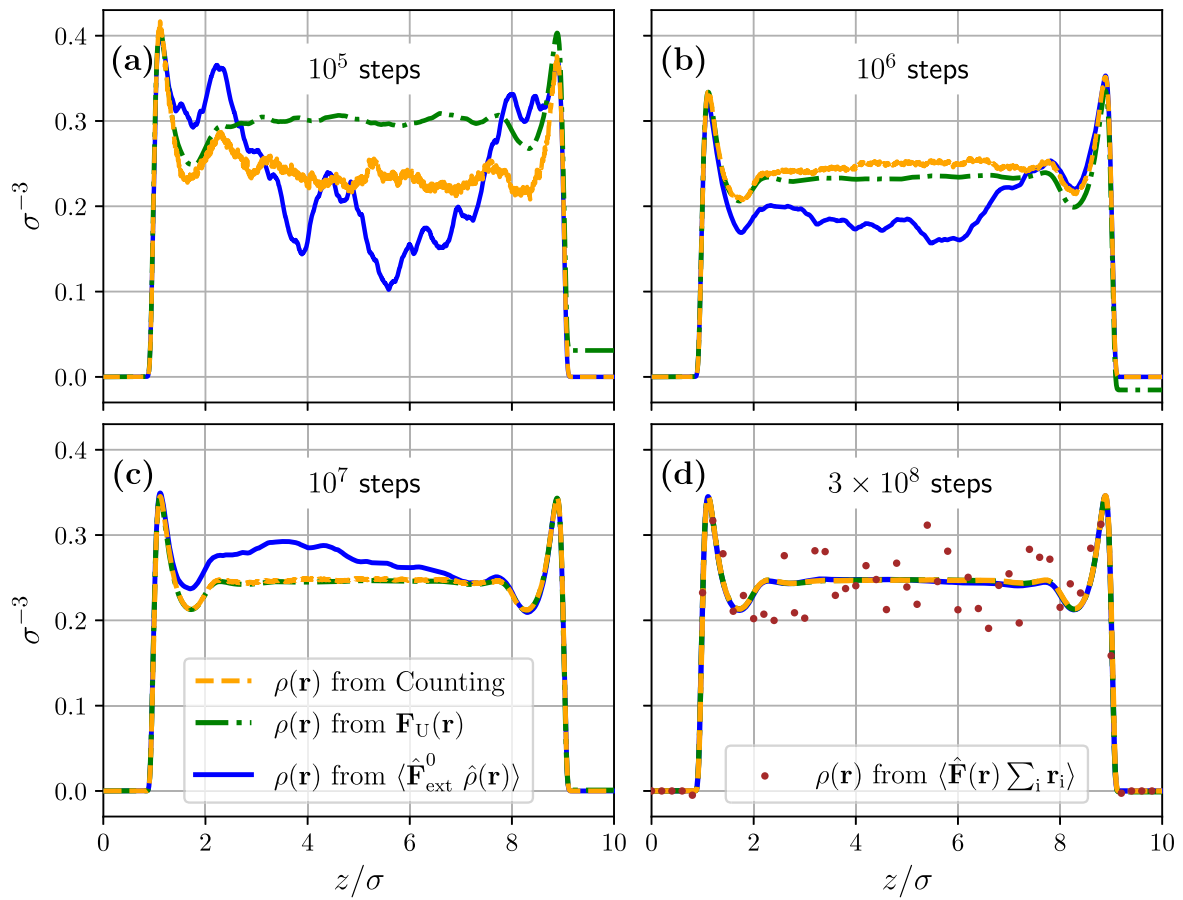 (a)
10⁵ steps
(b)
10⁶ steps
0.4
0.3
0.2
0.1
0.0
σ⁻³
(c)
10⁷ steps
(d)
3 × 10⁸ steps
0.4
0.3
0.2
0.1
0.0
σ⁻³
ρ(r) from Counting
ρ(r) from F_U(r)
ρ(r) from ⟨F̂⁰_ext ρ̂(r)⟩
ρ(r) from ⟨F̂(r) ∑_i r_i⟩
0 2 4 6 8 10
0 2 4 6 8 10
z/σ
z/σ